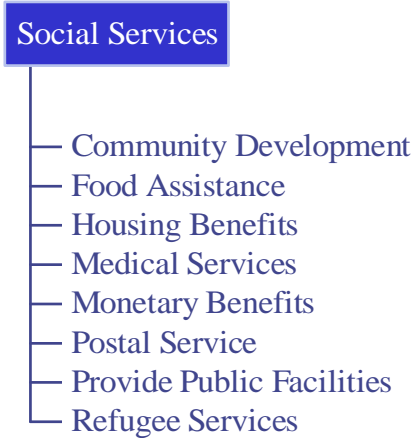 Social Services
Community Development
Food Assistance
Housing Benefits
Medical Services
Monetary Benefits
Postal Service
Provide Public Facilities
Refugee Services